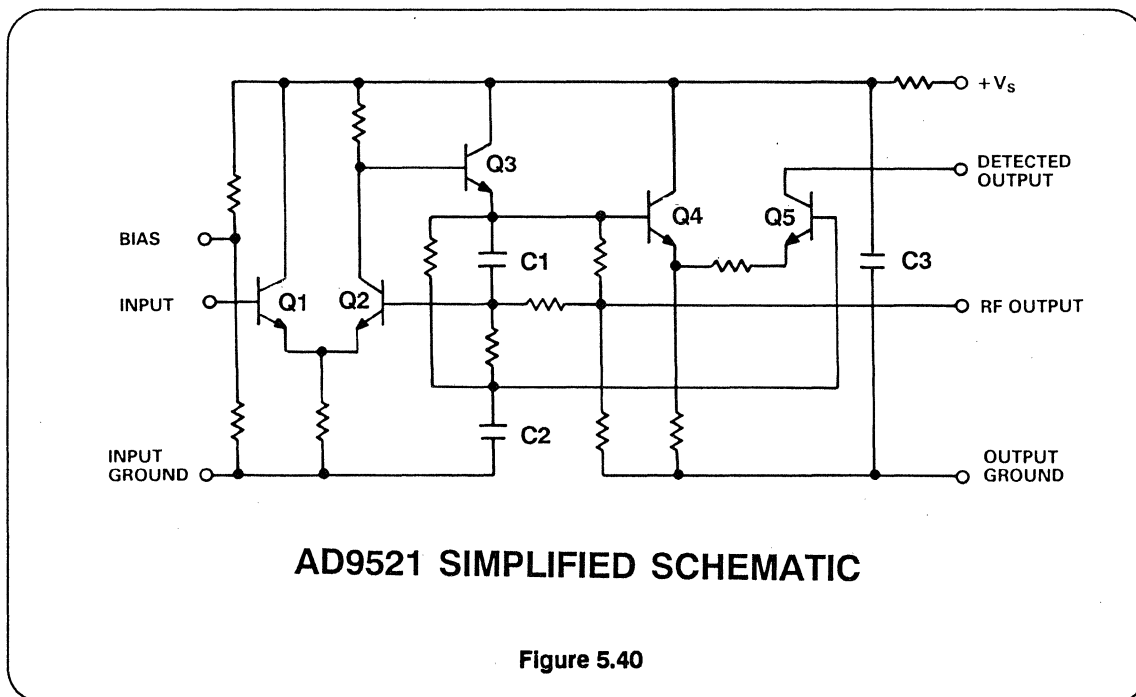 +Vs
DETECTED
OUTPUT
Q3
Q4
Q5
BIAS
C1
C3
INPUT
Q1
Q2
RF OUTPUT
C2
INPUT
GROUND
OUTPUT
GROUND
AD9521 SIMPLIFIED SCHEMATIC
Figure 5.40